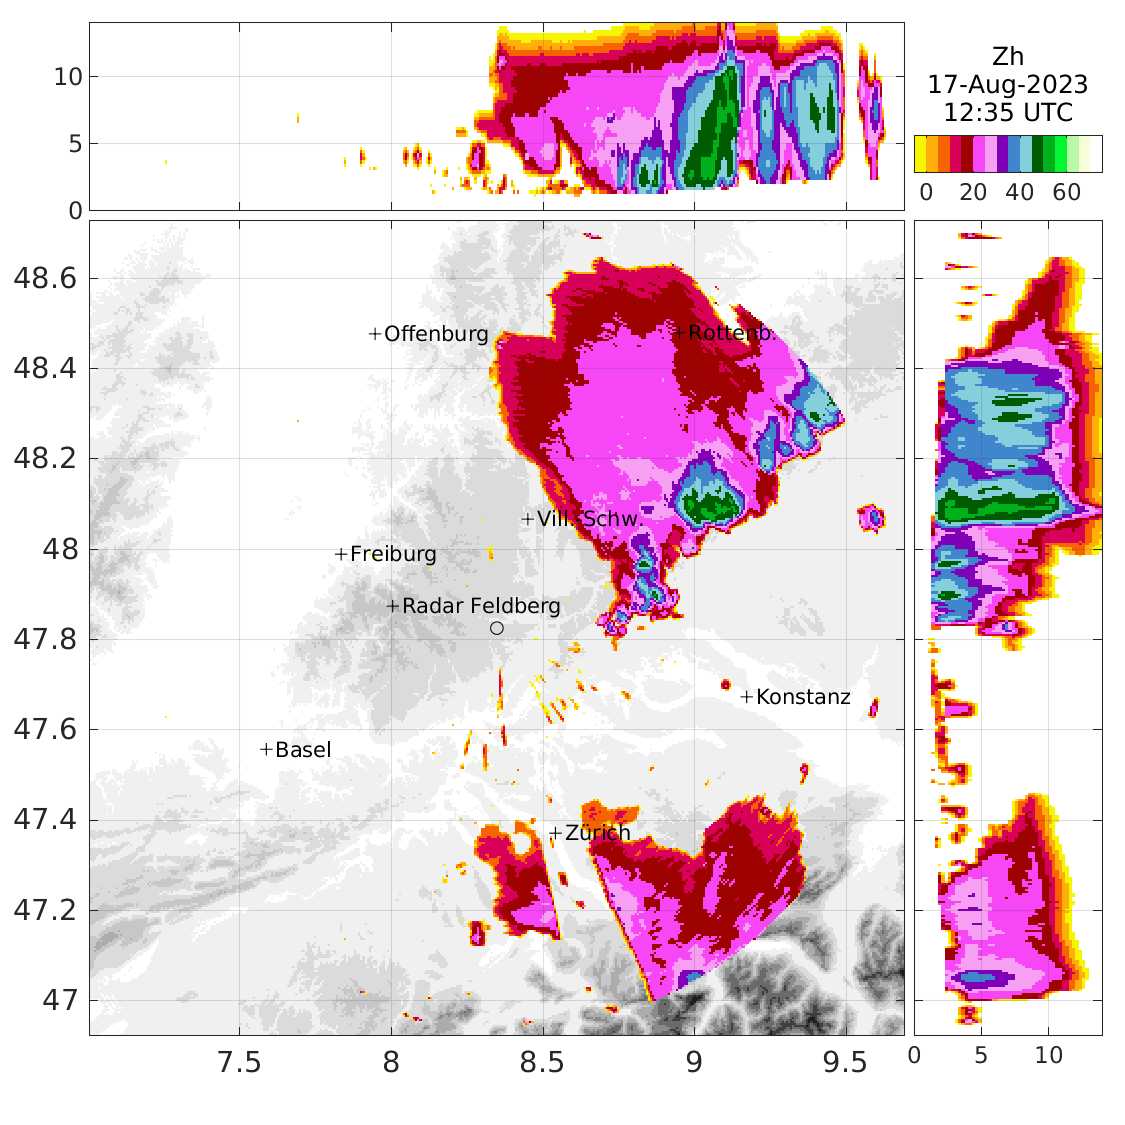 10
5
0
Zh
17-Aug-2023
12:35 UTC
0 20 40 60
48.6
48.4
48.2
48
47.8
47.6
47.4
47.2
47
+Offenburg
+Rottenb.
+Vill.-Schw.
+Freiburg
+Radar Feldberg
+Konstanz
+Basel
+Zürich
7.5 8 8.5 9 9.5
0 5 10